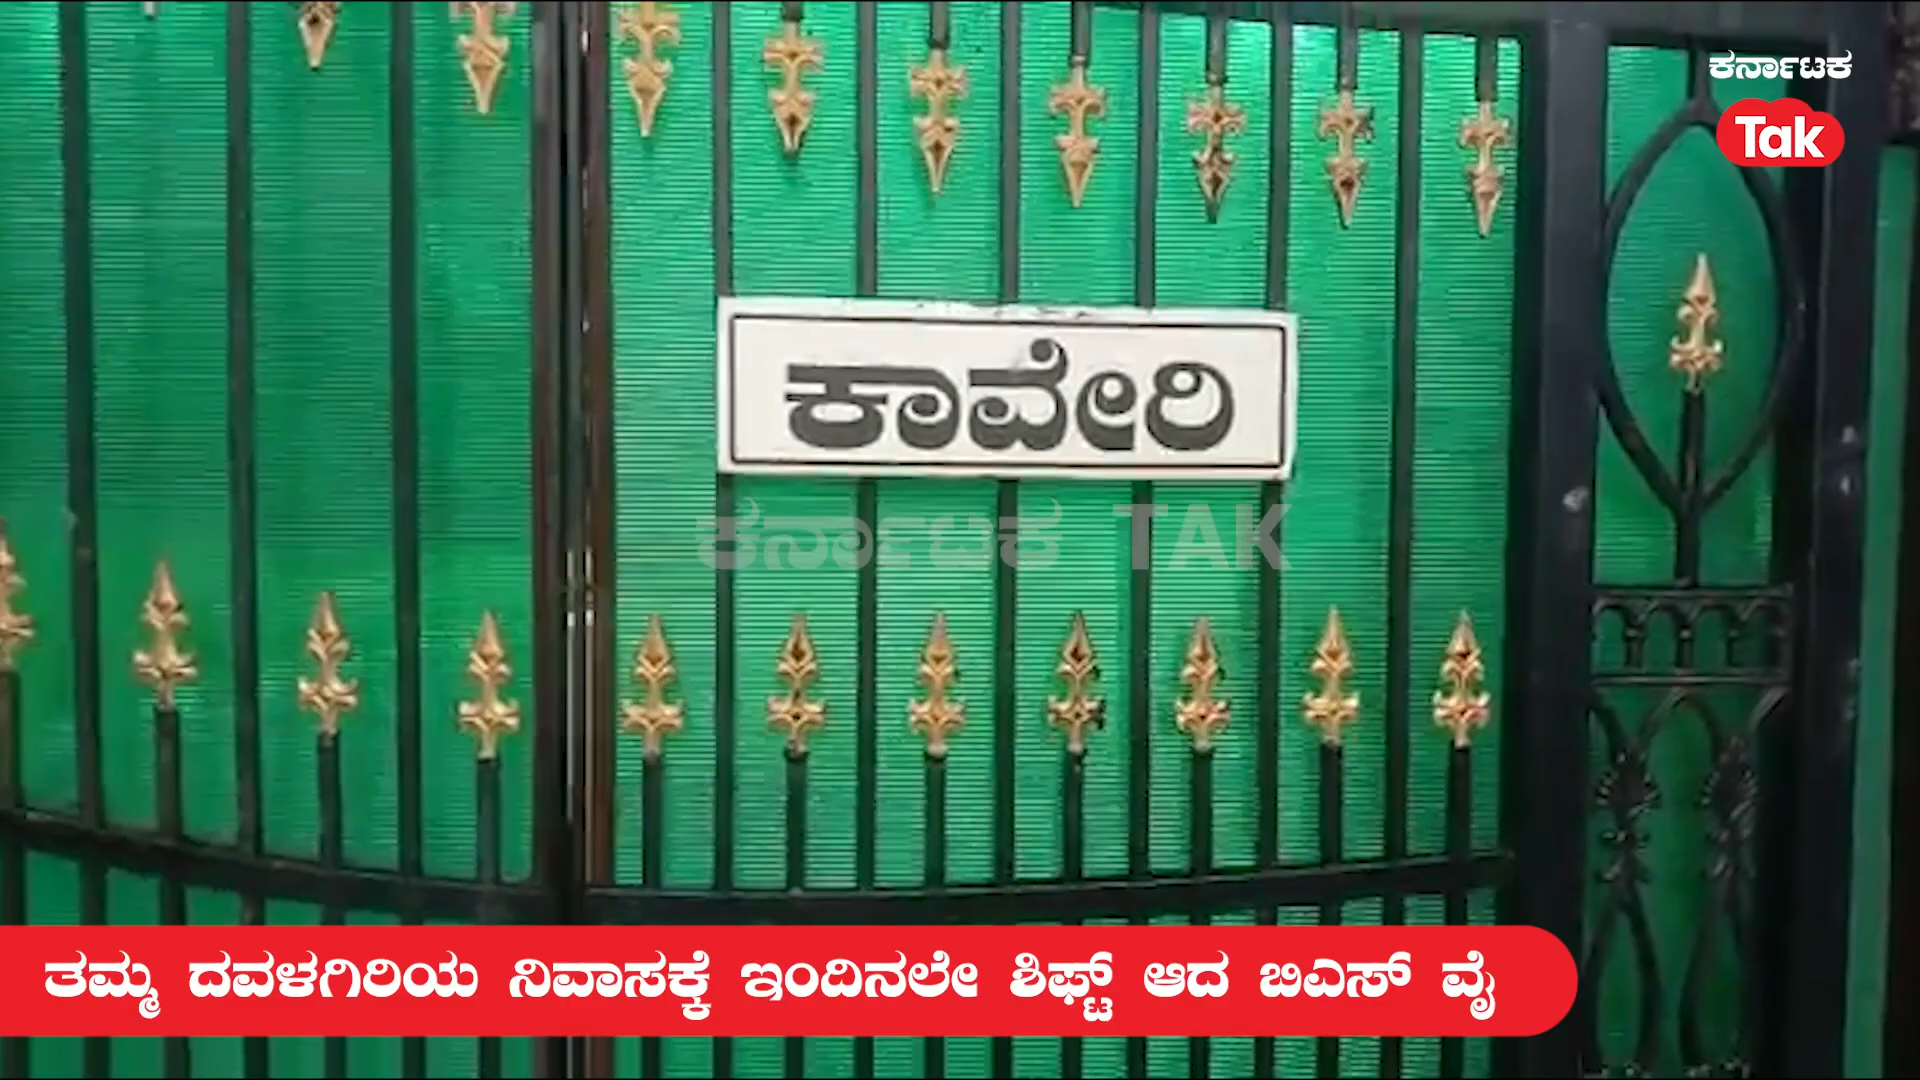 ಕರ್ನಾಟಕ
Tak
ಕಾವೇರಿ
ಕರ್ನಾಟಕ TAK
ತಮ್ಮ ದವಳಗಿರಿಯ ನಿವಾಸಕ್ಕೆ ಇಂದಿನಲೇ ಶಿಫ್ಟ್ ಆದ ಬಿಎಸ್ ವೈ